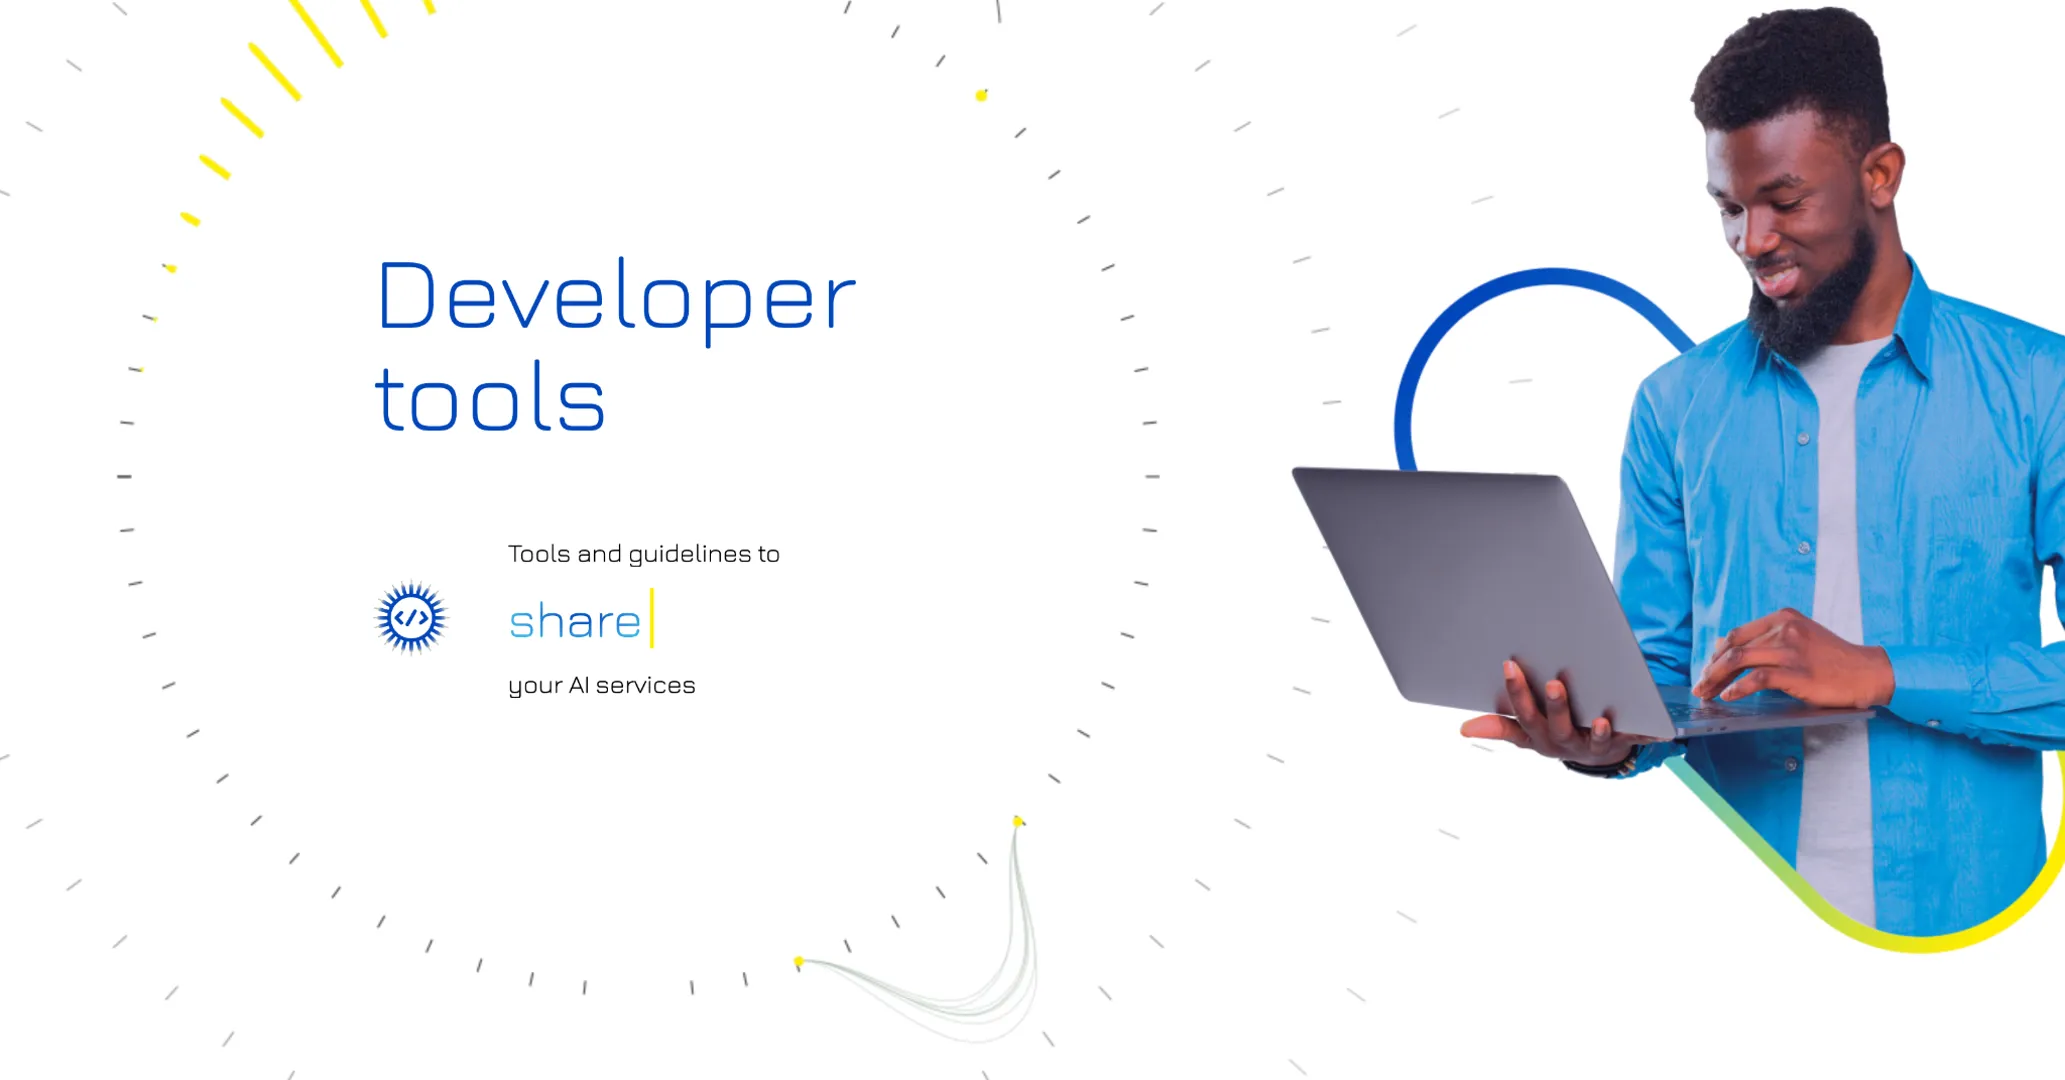 Developer
tools
Tools and guidelines to
</>
share
your AI services